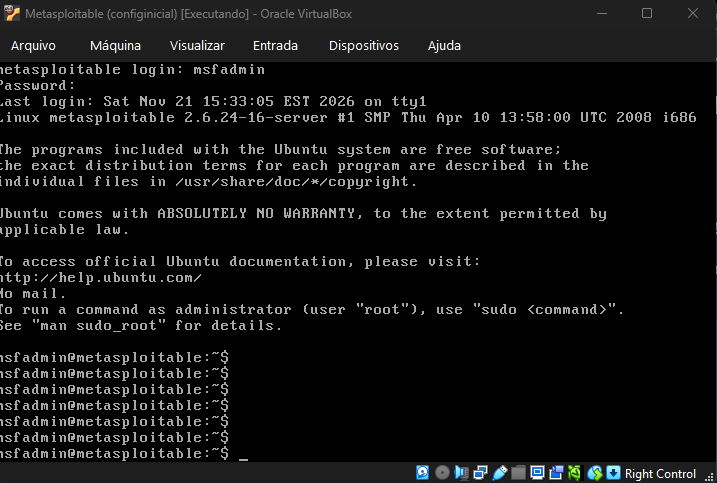 Metasploitable (configinicial) [Executando] - Oracle VirtualBox
Arquivo Máquina Visualizar Entrada Dispositivos Ajuda
metasploitable login: msfadmin
Password:
Last login: Sat Nov 21 15:33:05 EST 2026 on tty1
Linux metasploitable 2.6.24-16-server #1 SMP Thu Apr 10 13:58:00 UTC 2008 i686
The programs included with the Ubuntu system are free software;
the exact distribution terms for each program are described in the
individual files in /usr/share/doc/*/copyright.
Ubuntu comes with ABSOLUTELY NO WARRANTY, to the extent permitted by
applicable law.
To access official Ubuntu documentation, please visit:
http://help.ubuntu.com/
No mail.
To run a command as administrator (user "root"), use "sudo <command>".
See "man sudo_root" for details.
msfadmin@metasploitable:~$
msfadmin@metasploitable:~$
msfadmin@metasploitable:~$
msfadmin@metasploitable:~$
msfadmin@metasploitable:~$
msfadmin@metasploitable:~$
msfadmin@metasploitable:~$ _
Right Control